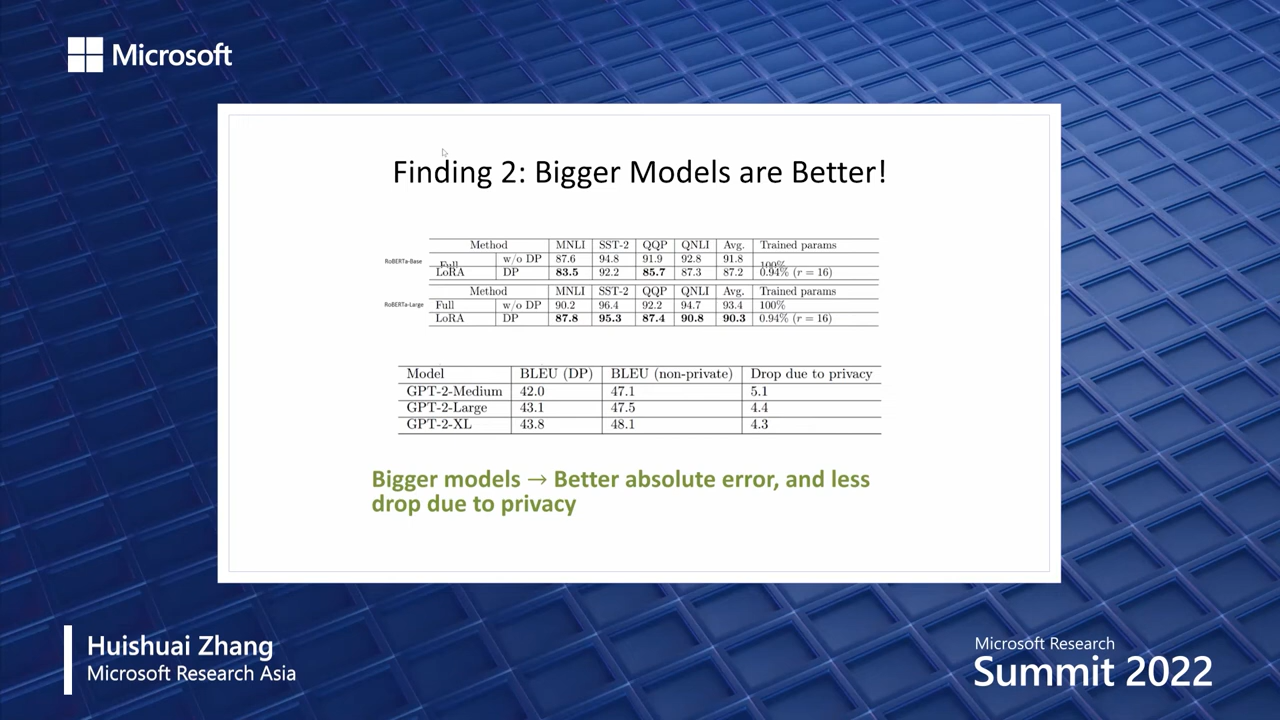 Microsoft
Finding 2: Bigger Models are Better!
Method MNLI SST-2 QQP QNLI Avg. Trained params
RoBERTa-Base
Full w/o DP 87.6 94.8 91.9 92.8 91.8 100%
LoRA DP 83.5 92.2 85.7 87.3 87.2 0.94% (r = 16)
Method MNLI SST-2 QQP QNLI Avg. Trained params
RoBERTa-Large
Full w/o DP 90.2 96.4 92.2 94.7 93.4 100%
LoRA DP 87.8 95.3 87.4 90.8 90.3 0.94% (r = 16)
Model BLEU (DP) BLEU (non-private) Drop due to privacy
GPT-2-Medium 42.0 47.1 5.1
GPT-2-Large 43.1 47.5 4.4
GPT-2-XL 43.8 48.1 4.3
Bigger models → Better absolute error, and less
drop due to privacy
Huishuai Zhang
Microsoft Research Asia
Microsoft Research
Summit 2022